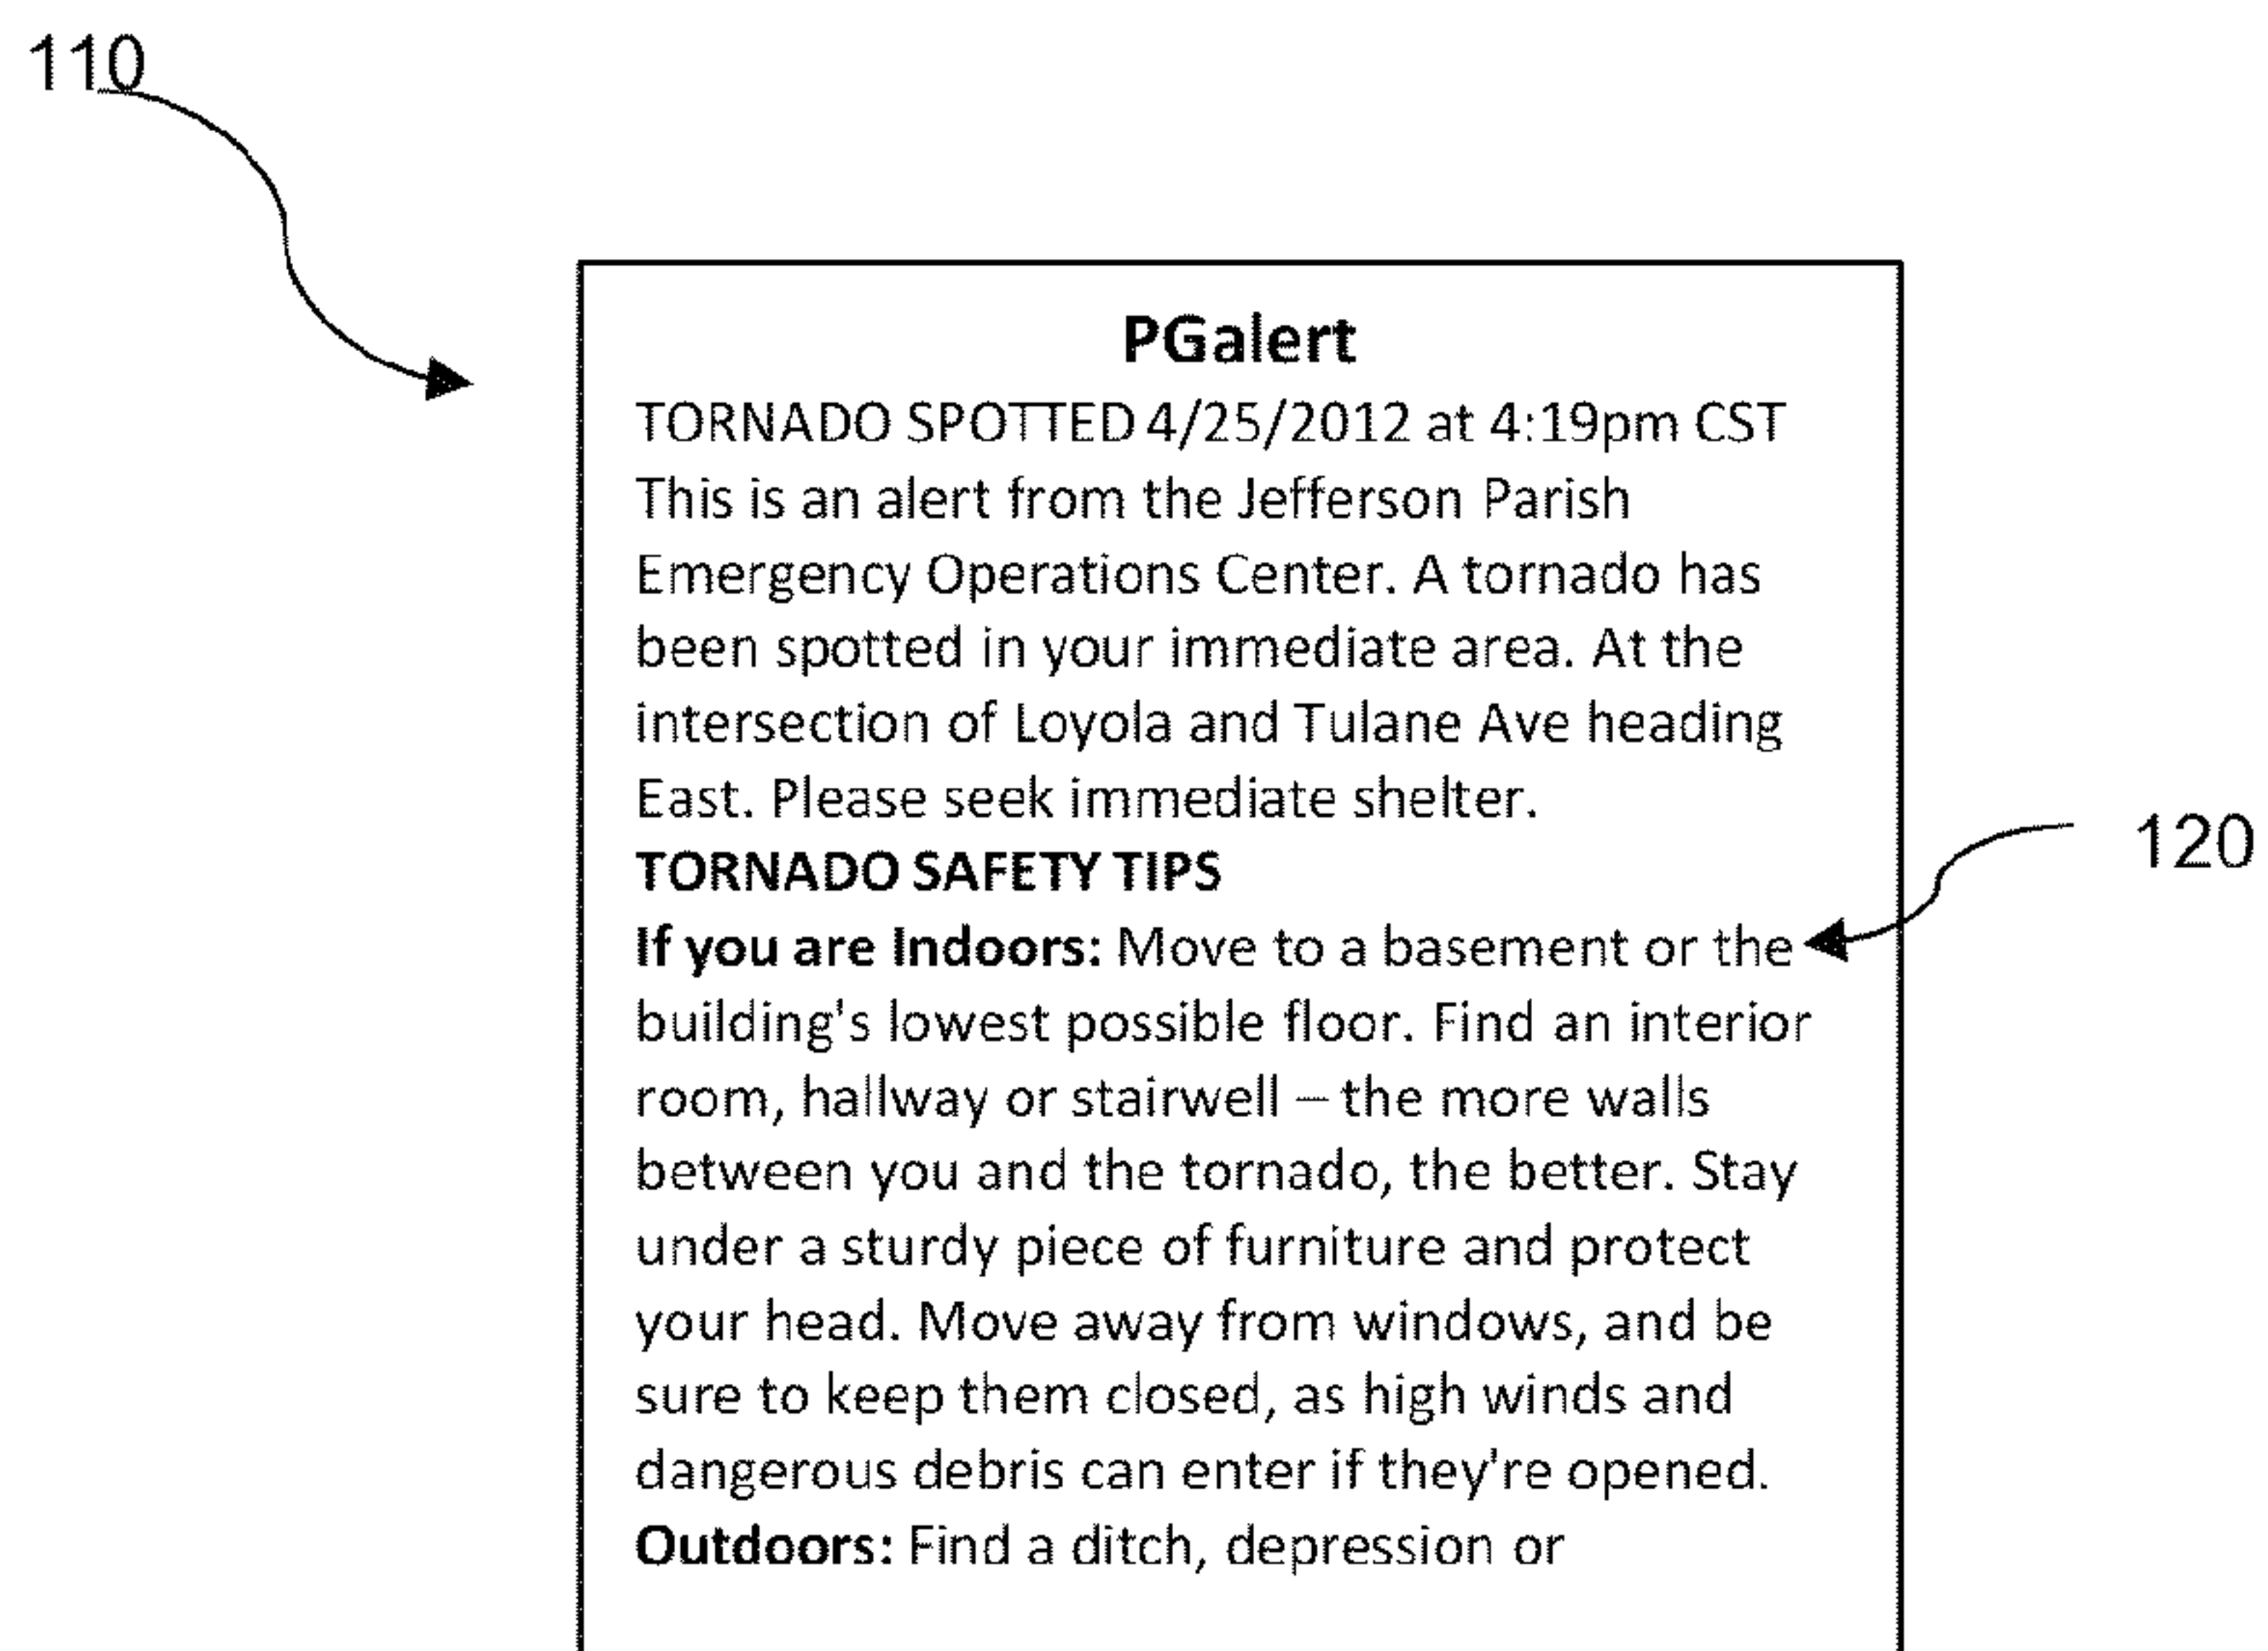 110
PGalert
TORNADO SPOTTED 4/25/2012 at 4:19pm CST
This is an alert from the Jefferson Parish
Emergency Operations Center. A tornado has
been spotted in your immediate area. At the
intersection of Loyola and Tulane Ave heading
East. Please seek immediate shelter.
120
TORNADO SAFETY TIPS
If you are Indoors: Move to a basement or the
building's lowest possible floor. Find an interior
room, hallway or stairwell – the more walls
between you and the tornado, the better. Stay
under a sturdy piece of furniture and protect
your head. Move away from windows, and be
sure to keep them closed, as high winds and
dangerous debris can enter if they're opened.
Outdoors: Find a ditch, depression or